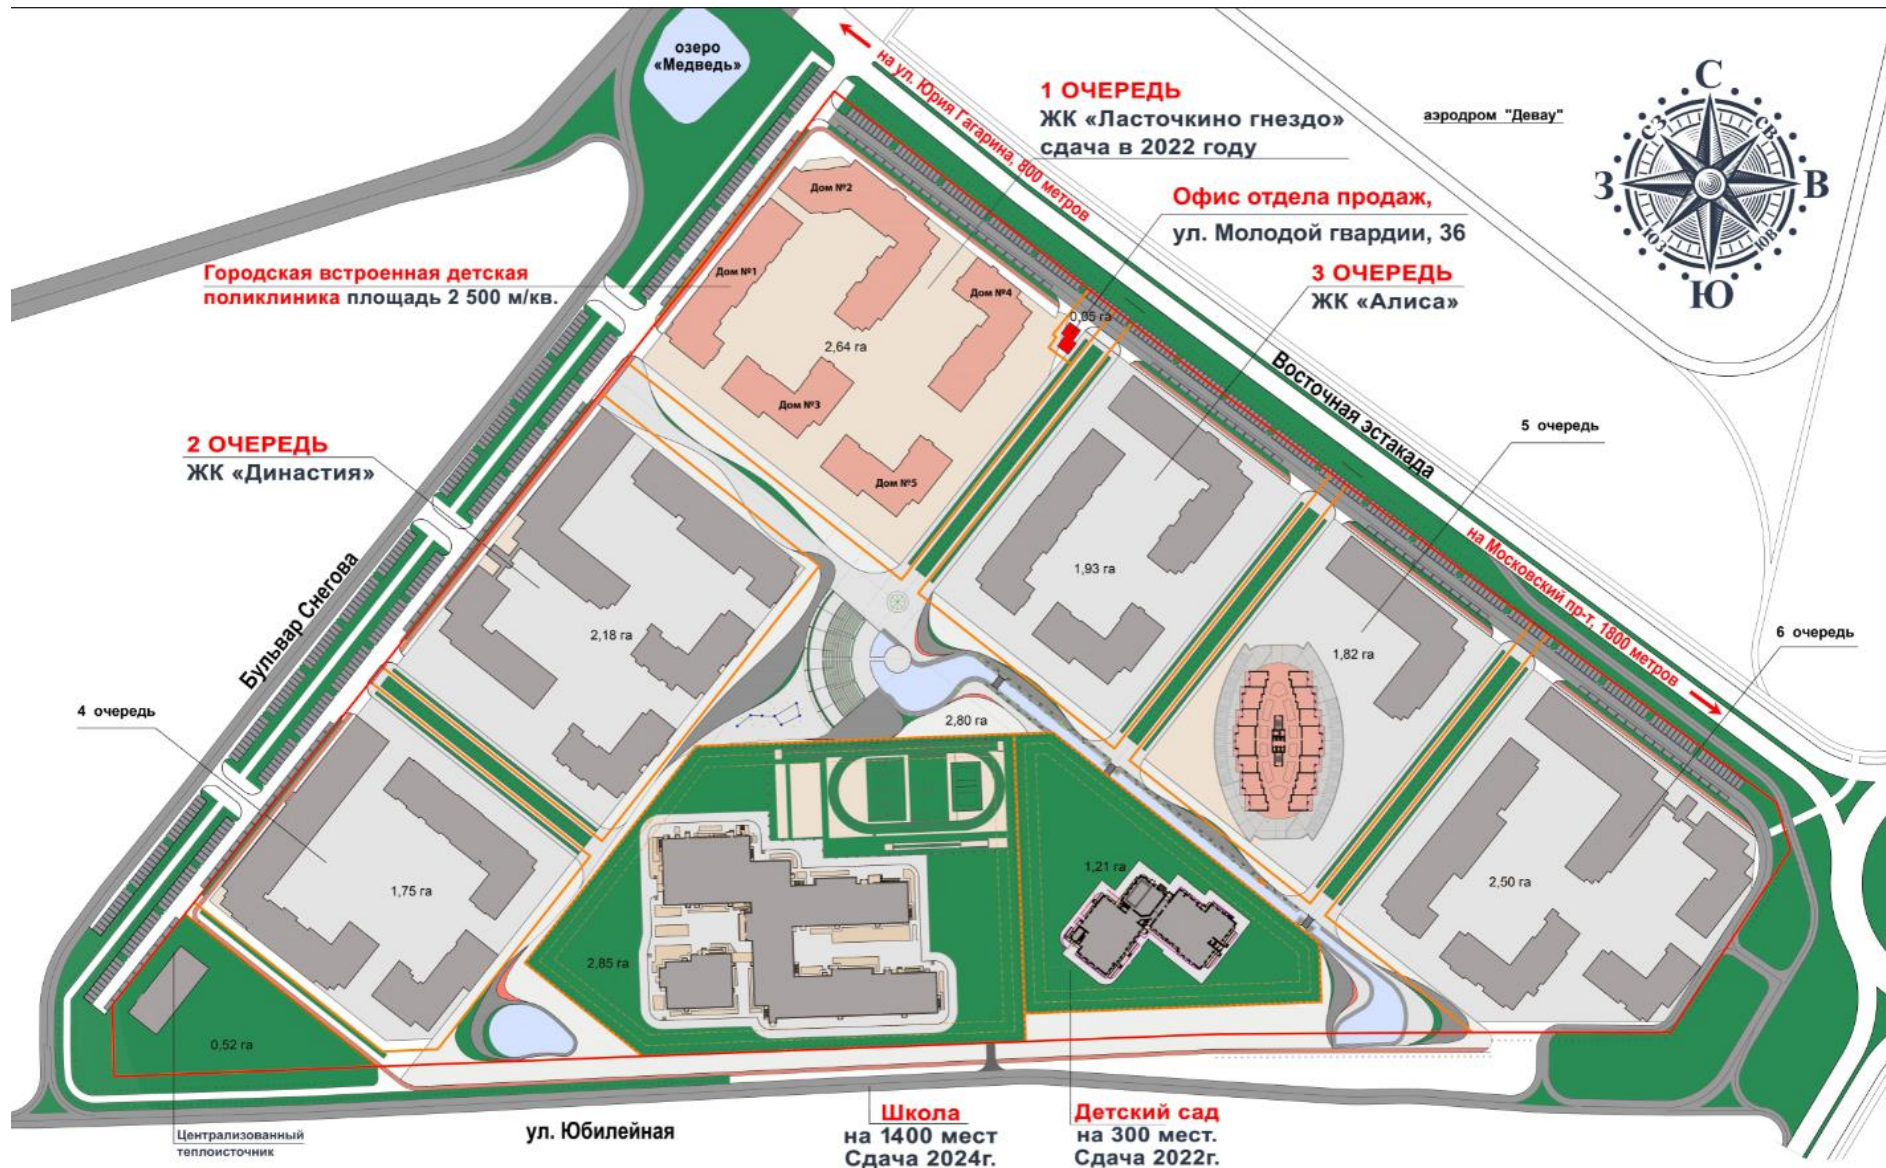 озеро
«Медведь»
на ул. Юрия Гагарина, 800 метров
1 ОЧЕРЕДЬ
ЖК «Ласточкино гнездо»
сдача в 2022 году
аэродром "Девау"
С
СВ
В
ЮВ
Ю
ЮЗ
З
СЗ
Офис отдела продаж,
ул. Молодой гвардии, 36
3 ОЧЕРЕДЬ
ЖК «Алиса»
Городская встроенная детская
поликлиника площадь 2 500 м/кв.
Дом №2
Дом №1
Дом №4
0,05 га
2,64 га
Дом №3
Дом №5
Восточная эстакада
5 очередь
2 ОЧЕРЕДЬ
ЖК «Династия»
на Московский пр-т, 1800 метров
1,93 га
Бульвар Снегова
2,18 га
1,82 га
6 очередь
4 очередь
2,80 га
1,75 га
1,21 га
2,50 га
2,85 га
0,52 га
Централизованный
теплоисточник
ул. Юбилейная
Школа
на 1400 мест
Сдача 2024г.
Детский сад
на 300 мест.
Сдача 2022г.